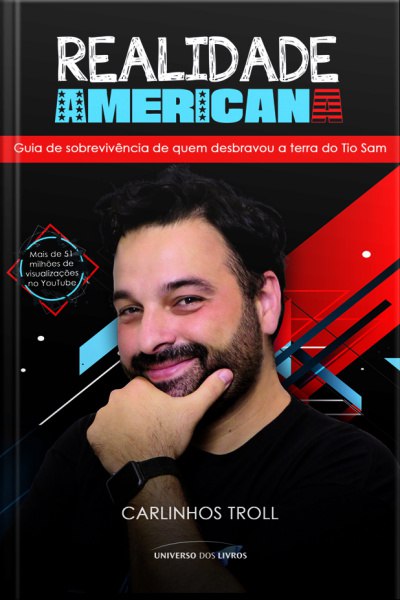 REALIDADE
AMERICANA
Guia de sobrevivência de quem desbravou a terra do Tio Sam
Mais de 51
milhões de
visualizações
no YouTube
CARLINHOS TROLL
UNIVERSO DOS LIVROS